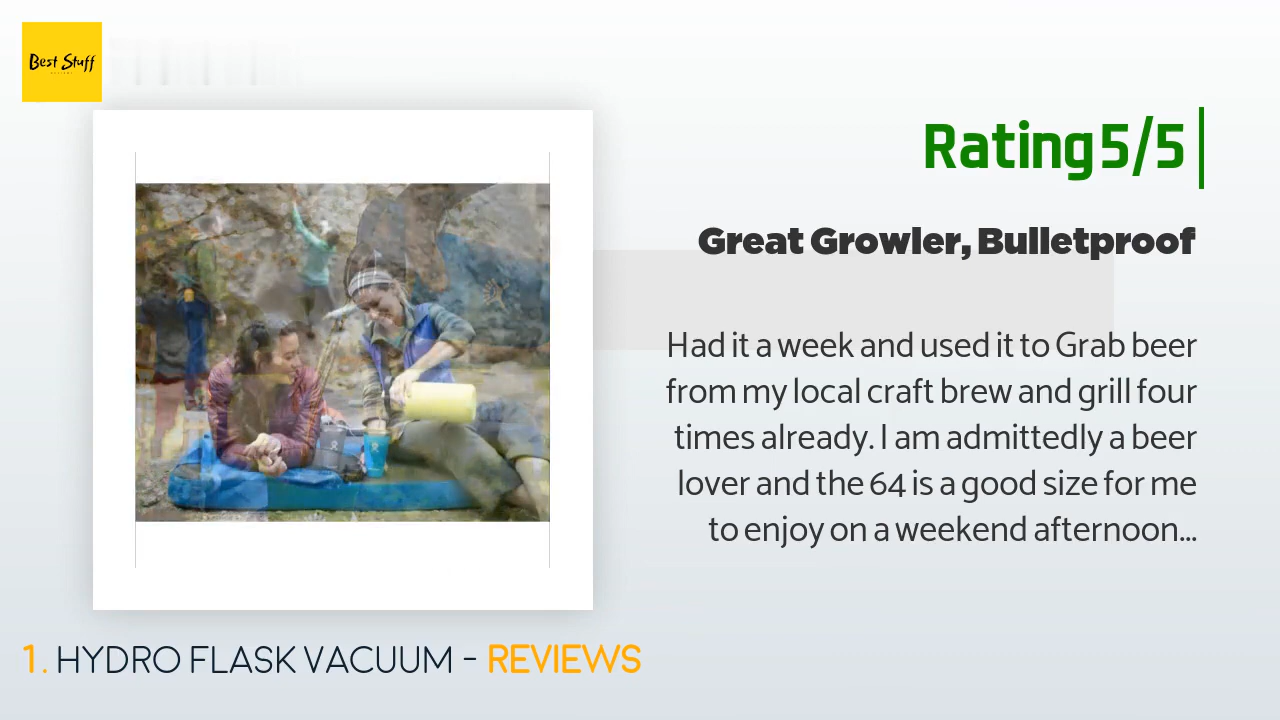 Best Stuff
Rating 5/5
Great Growler, Bulletproof
Had it a week and used it to Grab beer
from my local craft brew and grill four
times already. I am admittedly a beer
lover and the 64 is a good size for me
to enjoy on a weekend afternoon...
1. HYDRO FLASK VACUUM - REVIEWS